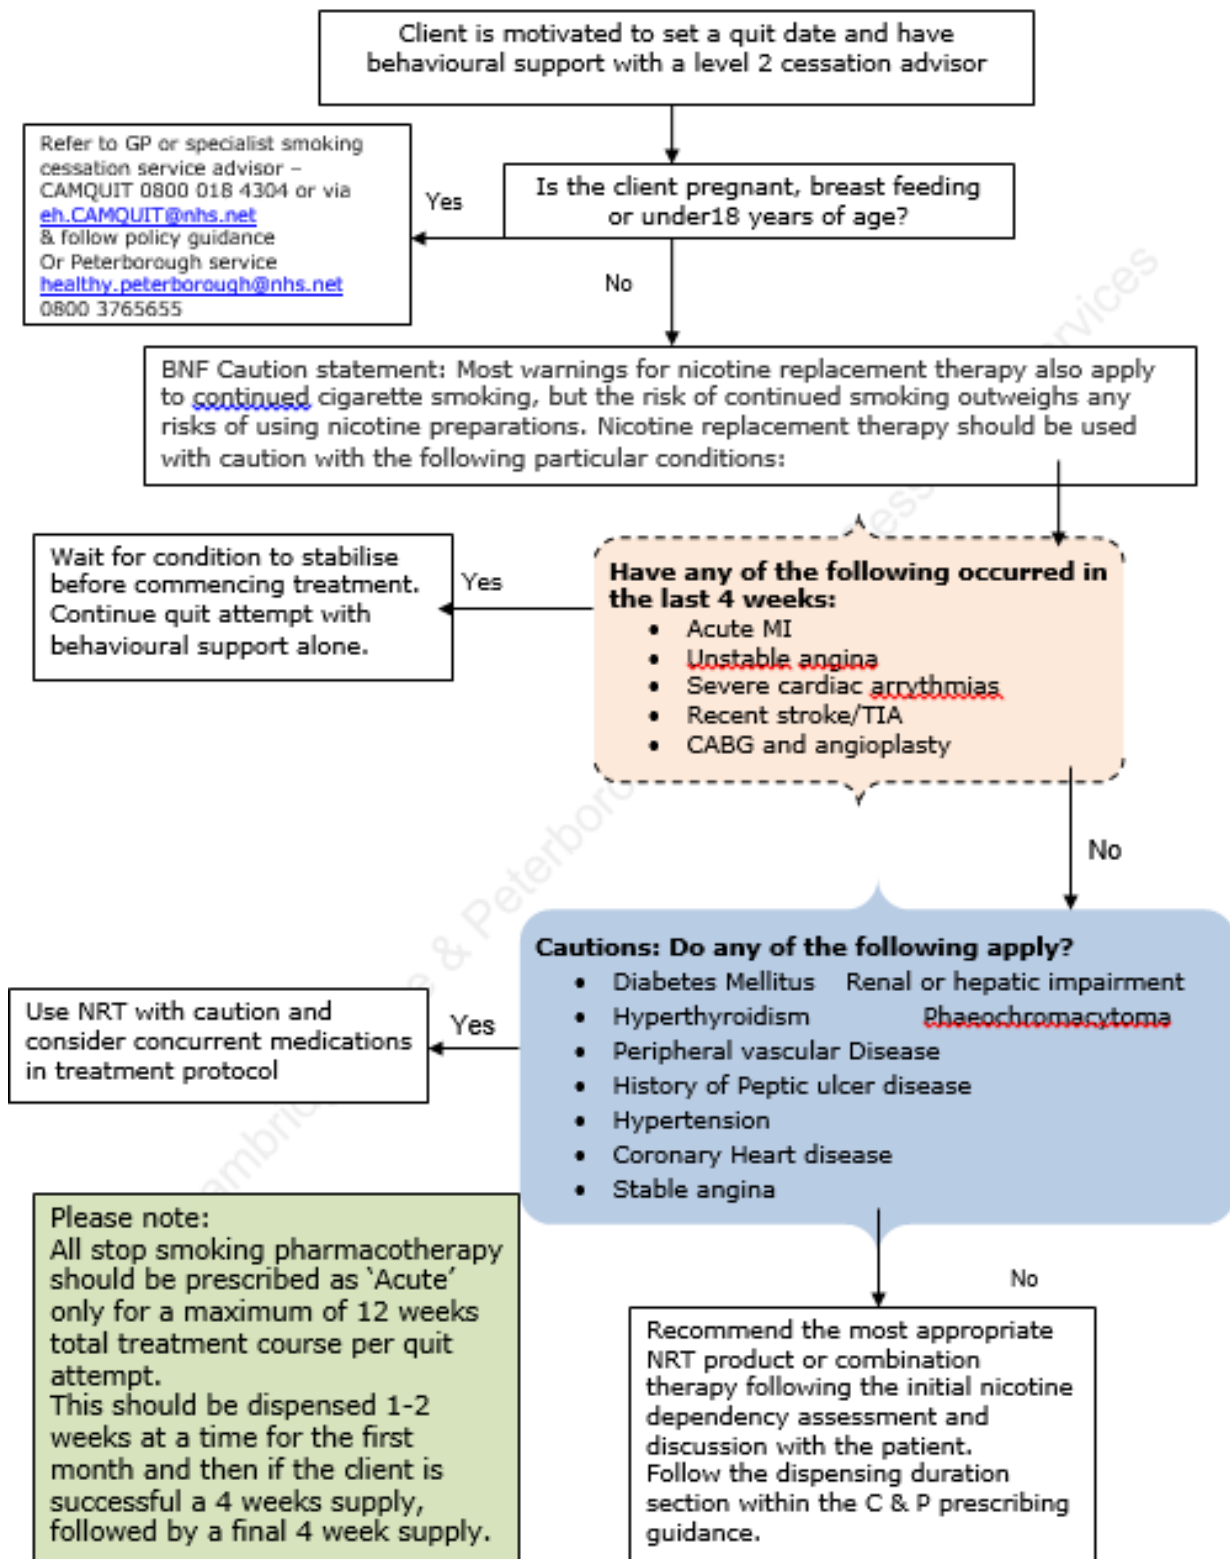 Client is motivated to set a quit date and have
behavioural support with a level 2 cessation advisor
Refer to GP or specialist smoking
cessation service advisor –
CAMQUIT 0800 018 4304 or via
eh.CAMQUIT@nhs.net
& follow policy guidance
Or Peterborough service
healthy.peterborough@nhs.net
0800 3765655
Yes
Is the client pregnant, breast feeding
or under18 years of age?
No
BNF Caution statement: Most warnings for nicotine replacement therapy also apply
to continued cigarette smoking, but the risk of continued smoking outweighs any
risks of using nicotine preparations. Nicotine replacement therapy should be used
with caution with the following particular conditions:
Wait for condition to stabilise
before commencing treatment.
Continue quit attempt with
behavioural support alone.
Yes
Have any of the following occurred in
the last 4 weeks:
• Acute MI
• Unstable angina
• Severe cardiac arrythmias
• Recent stroke/TIA
• CABG and angioplasty
No
Cautions: Do any of the following apply?
• Diabetes Mellitus Renal or hepatic impairment
• Hyperthyroidism Phaeochromacytoma
• Peripheral vascular Disease
• History of Peptic ulcer disease
• Hypertension
• Coronary Heart disease
• Stable angina
Yes
Use NRT with caution and
consider concurrent medications
in treatment protocol
No
Please note:
All stop smoking pharmacotherapy
should be prescribed as ‘Acute’
only for a maximum of 12 weeks
total treatment course per quit
attempt.
This should be dispensed 1-2
weeks at a time for the first
month and then if the client is
successful a 4 weeks supply,
followed by a final 4 week supply.
Recommend the most appropriate
NRT product or combination
therapy following the initial nicotine
dependency assessment and
discussion with the patient.
Follow the dispensing duration
section within the C & P prescribing
guidance.